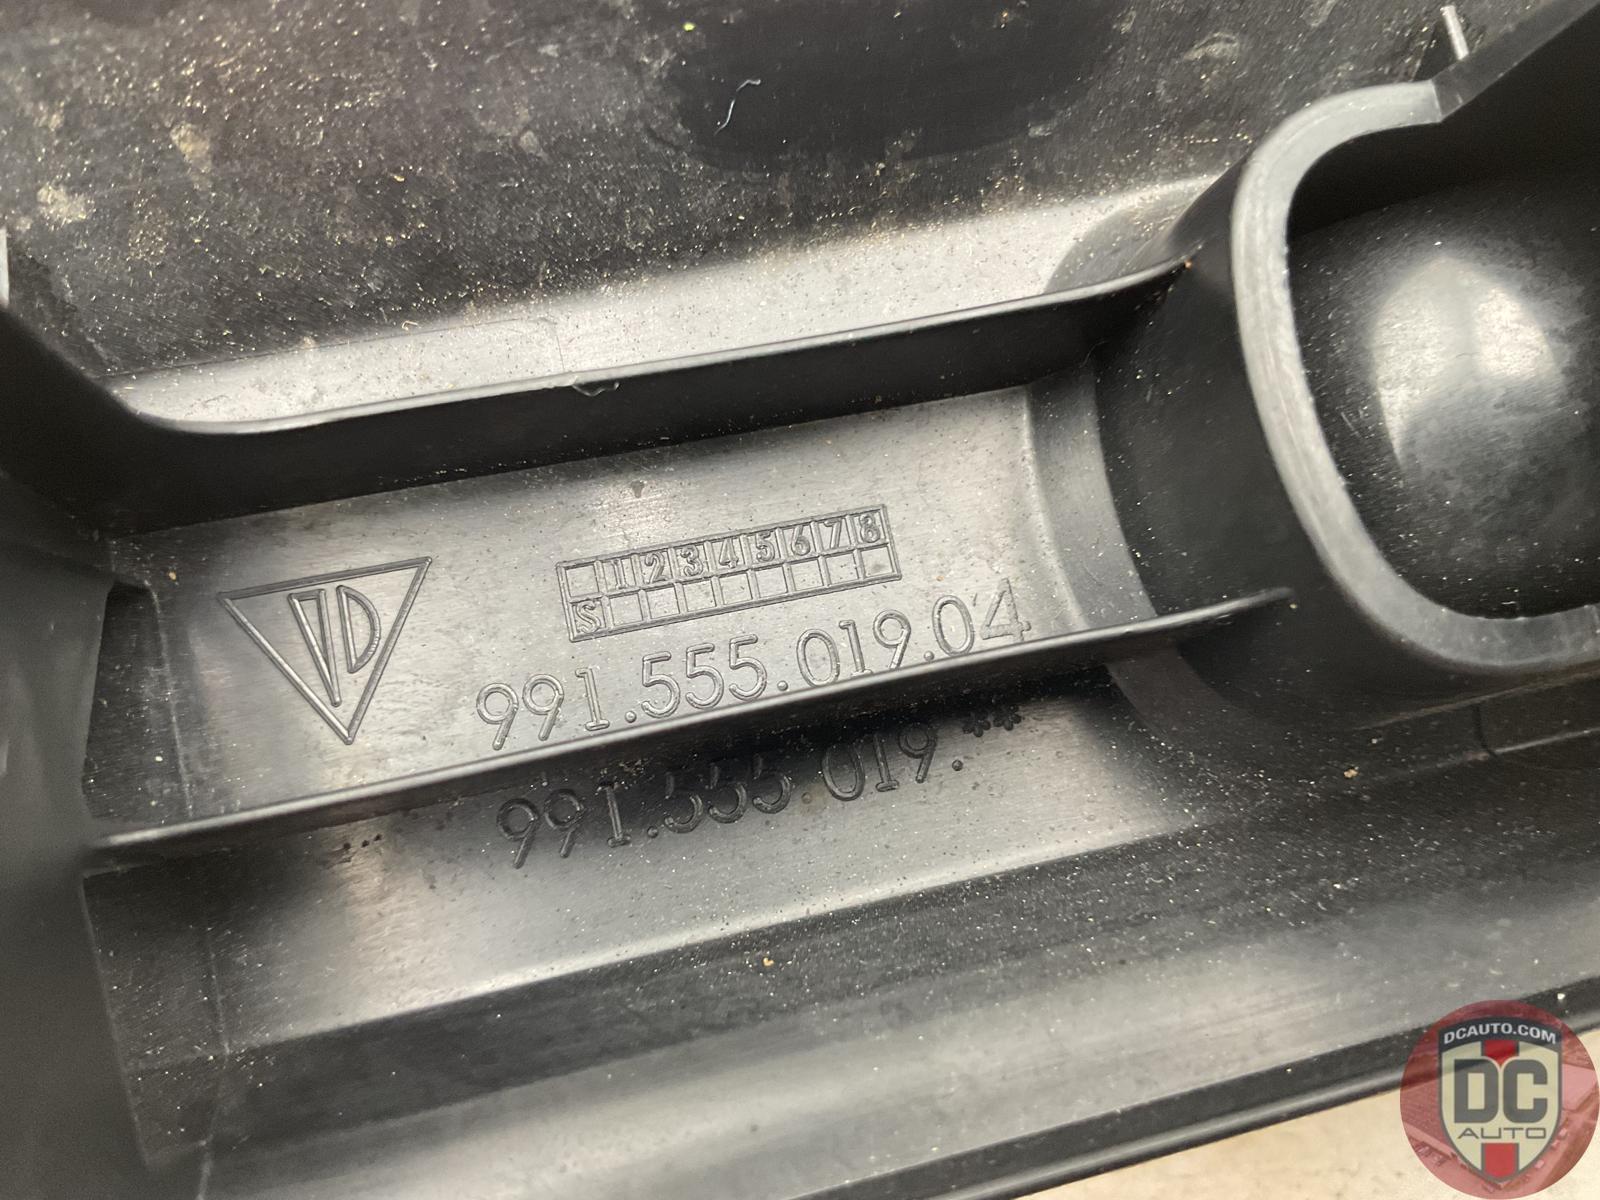 1 2 3 4 5 6 7 8
S
991.555.019.04
991.555.019.**
DCAUTO.COM
DC
AUTO